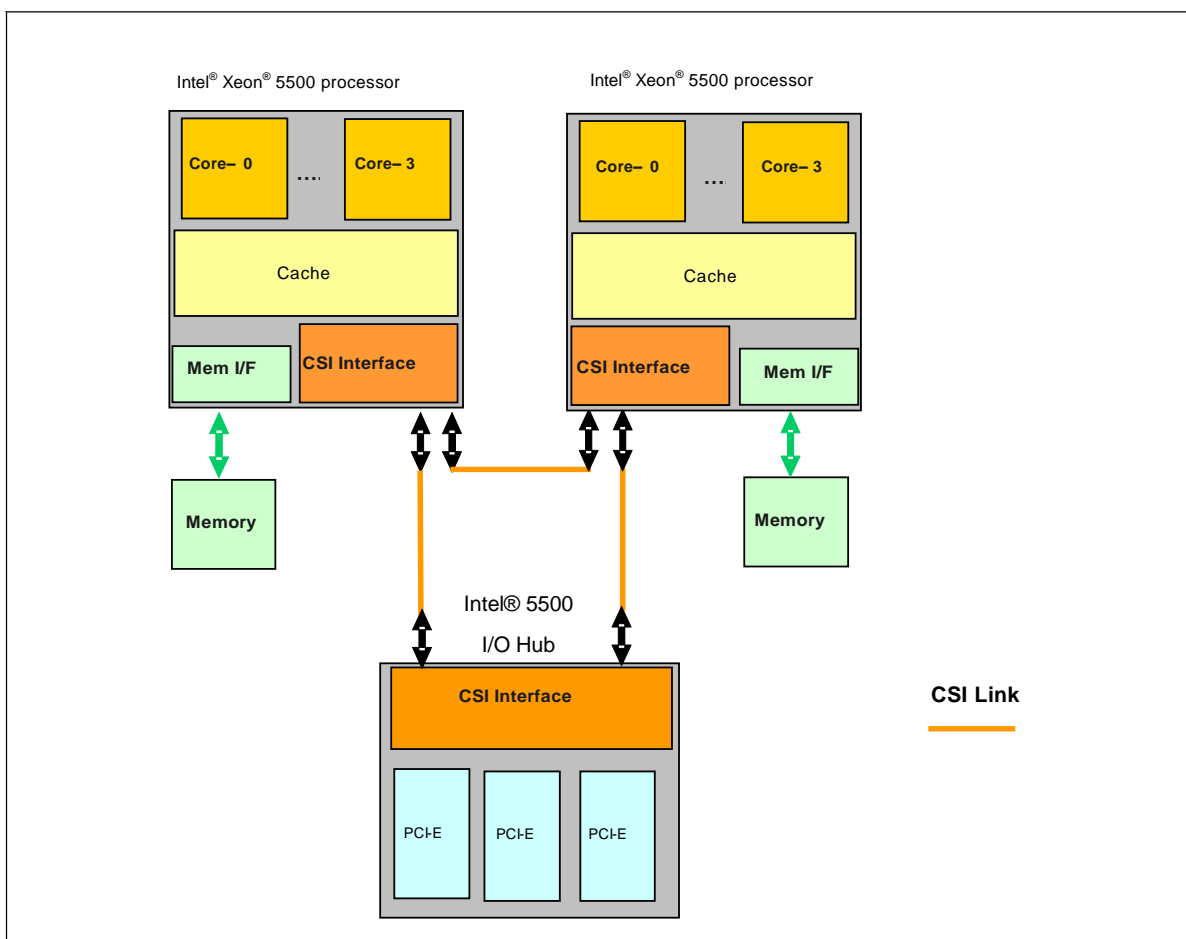 Intel® Xeon® 5500 processor
Intel® Xeon® 5500 processor
Core– 0
....
Core– 3
Core– 0
...
Core– 3
Cache
Cache
Mem I/F
CSI Interface
CSI Interface
Mem I/F
Memory
Memory
Intel® 5500
I/O Hub
CSI Interface
CSI Link
PCI-E
PCI-E
PCI-E